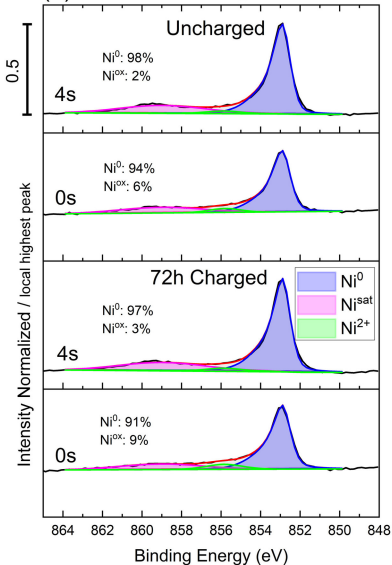 Uncharged
Ni⁰: 98%
Niᵒˣ: 2%
4s
0.5
Ni⁰: 94%
Niᵒˣ: 6%
0s
72h Charged
Ni⁰: 97%
Niᵒˣ: 3%
4s
Ni⁰
Niˢᵃᵗ
Ni²⁺
Ni⁰: 91%
Niᵒˣ: 9%
0s
Intensity Normalized / local highest peak
864 862 860 858 856 854 852 850 848
Binding Energy (eV)